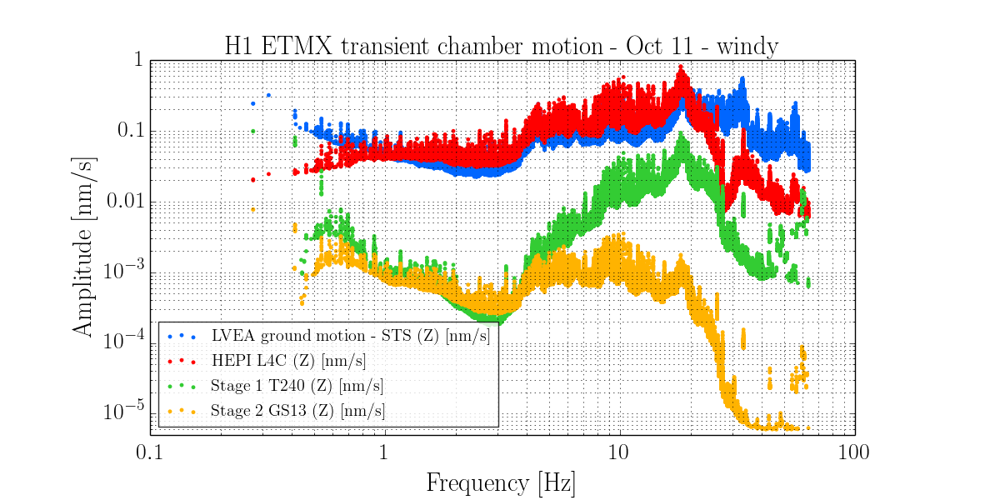 H1 ETMX transient chamber motion - Oct 11 - windy
1
0.1
0.01
10⁻³
10⁻⁴
10⁻⁵
Amplitude [nm/s]
LVEA ground motion - STS (Z) [nm/s]
HEPI L4C (Z) [nm/s]
Stage 1 T240 (Z) [nm/s]
Stage 2 GS13 (Z) [nm/s]
0.1 1 10 100
Frequency [Hz]